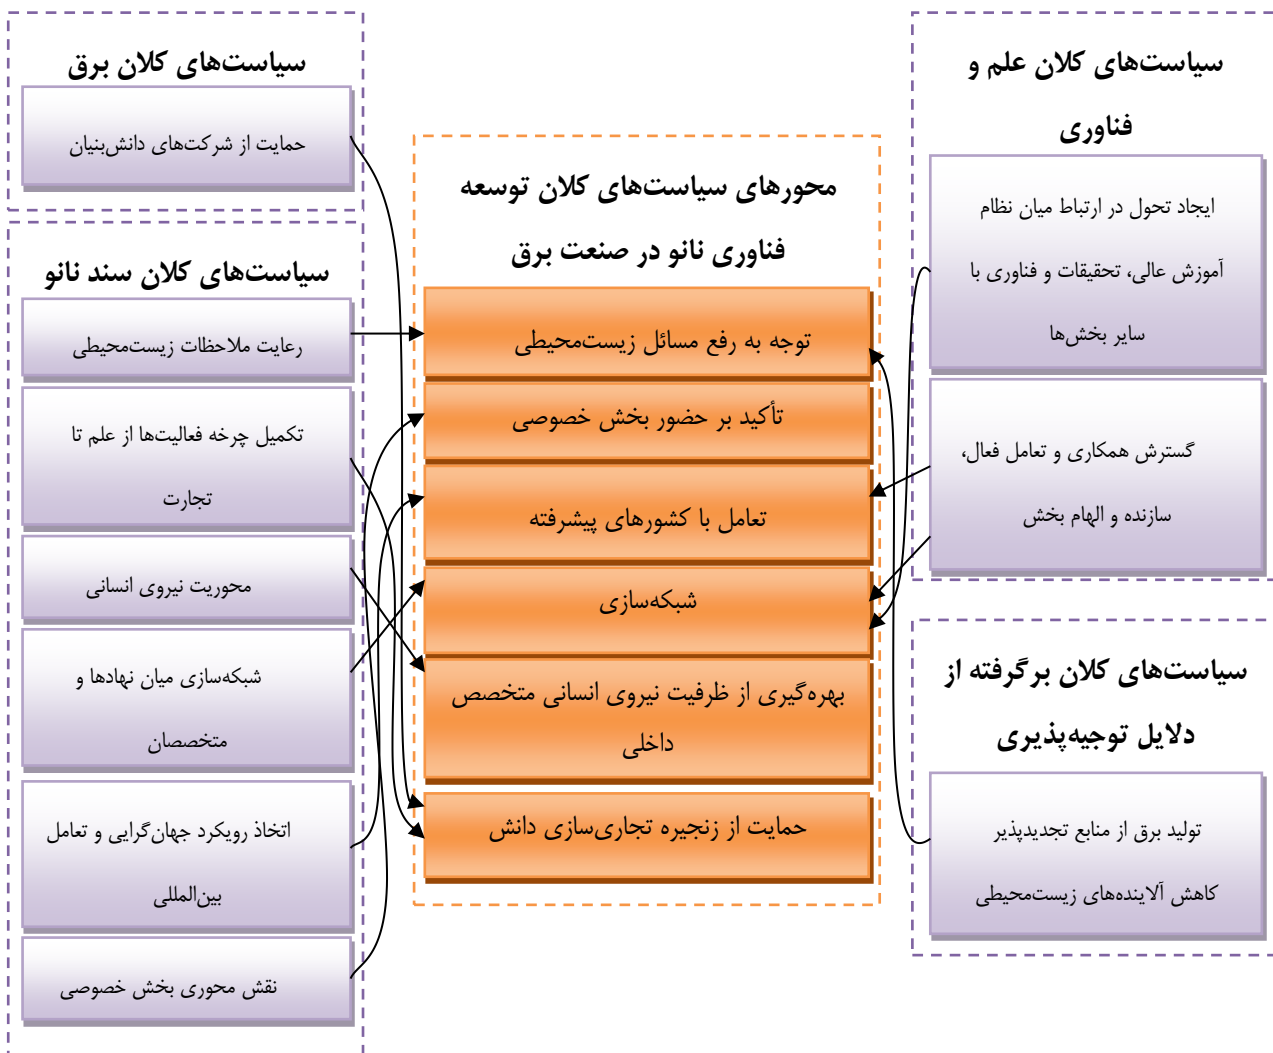 سیاست‌های کلان علم و
فناوری
ایجاد تحول در ارتباط میان نظام
آموزش عالی، تحقیقات و فناوری با
سایر بخش‌ها
گسترش همکاری و تعامل فعال،
سازنده و الهام بخش
سیاست‌های کلان برگرفته از
دلایل توجیه‌پذیری
تولید برق از منابع تجدیدپذیر
کاهش آلاینده‌های زیست‌محیطی
محورهای سیاست‌های کلان توسعه
فناوری نانو در صنعت برق
توجه به رفع مسائل زیست‌محیطی
تأکید بر حضور بخش خصوصی
تعامل با کشورهای پیشرفته
شبکه‌سازی
بهره‌گیری از ظرفیت نیروی انسانی متخصص
داخلی
حمایت از زنجیره تجاری‌سازی دانش
سیاست‌های کلان برق
حمایت از شرکت‌های دانش‌بنیان
سیاست‌های کلان سند نانو
رعایت ملاحظات زیست‌محیطی
تکمیل چرخه فعالیت‌ها از علم تا
تجارت
محوریت نیروی انسانی
شبکه‌سازی میان نهادها و
متخصصان
اتخاذ رویکرد جهان‌گرایی و تعامل
بین‌المللی
نقش محوری بخش خصوصی